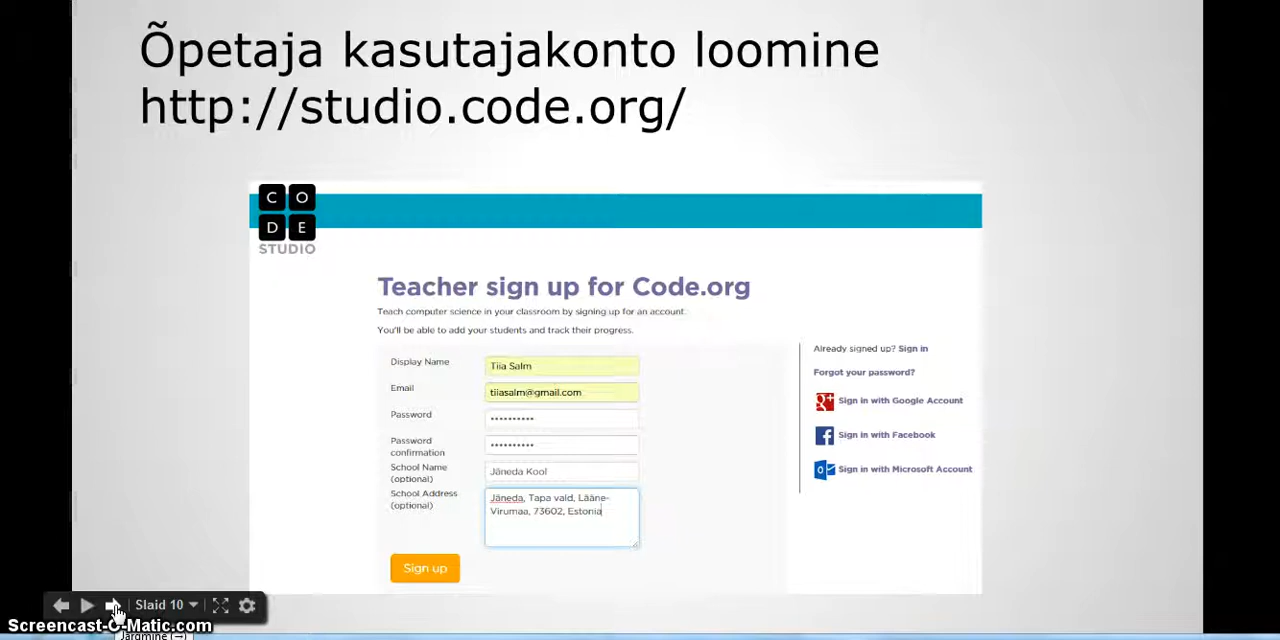 Õpetaja kasutajakonto loomine
http://studio.code.org/
C O
D E
STUDIO
Teacher sign up for Code.org
Teach computer science in your classroom by signing up for an account.
You'll be able to add your students and track their progress.
Display Name
Tiia Salm
Email
tiiasalm@gmail.com
Password
••••••••••
Password
confirmation
••••••••••
School Name
(optional)
Jäneda Kool
School Address
(optional)
Jäneda, Tapa vald, Lääne-
Virumaa, 73602, Estonia
Sign up
Already signed up? Sign in
Forgot your password?
Sign in with Google Account
Sign in with Facebook
Sign in with Microsoft Account
Slaid 10
Screencast-O-Matic.com
Järgmine (→)